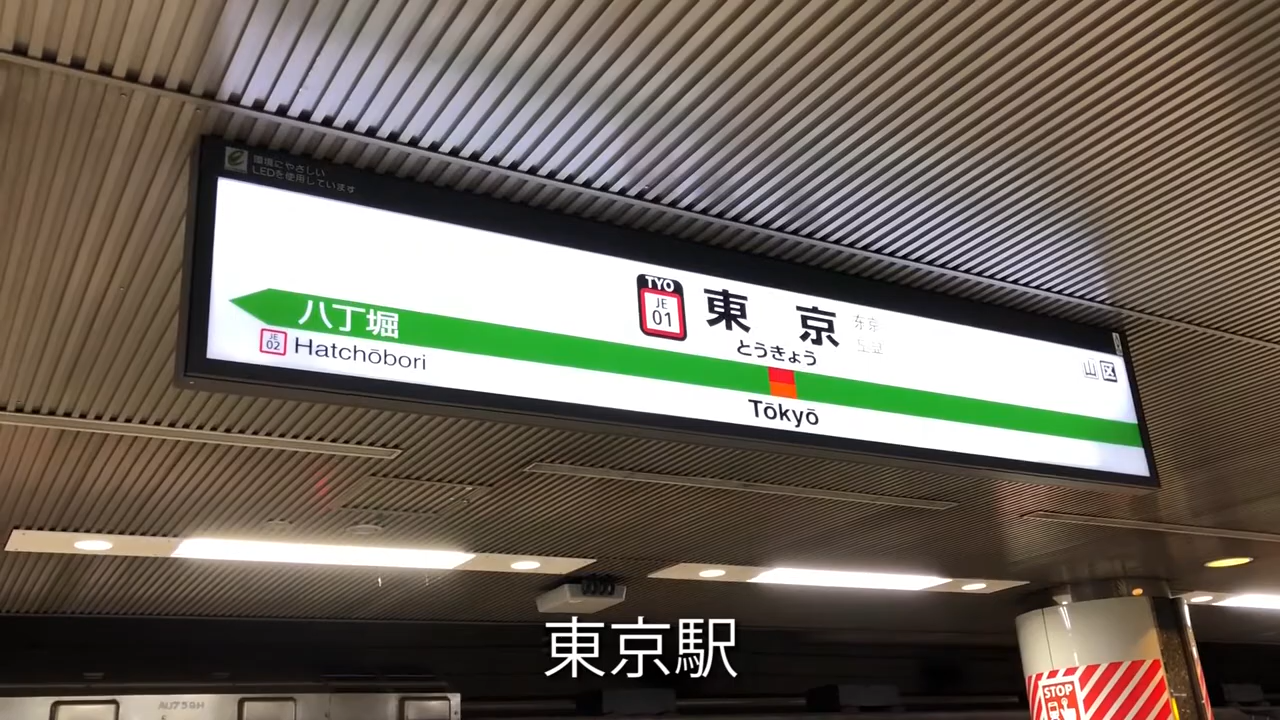 環境にやさしい
LEDを使用しています
TYO
JE
01
東京
东京
とうきょう
山区
八丁堀
JE
02
Hatchōbori
Tōkyō
東京駅
STOP